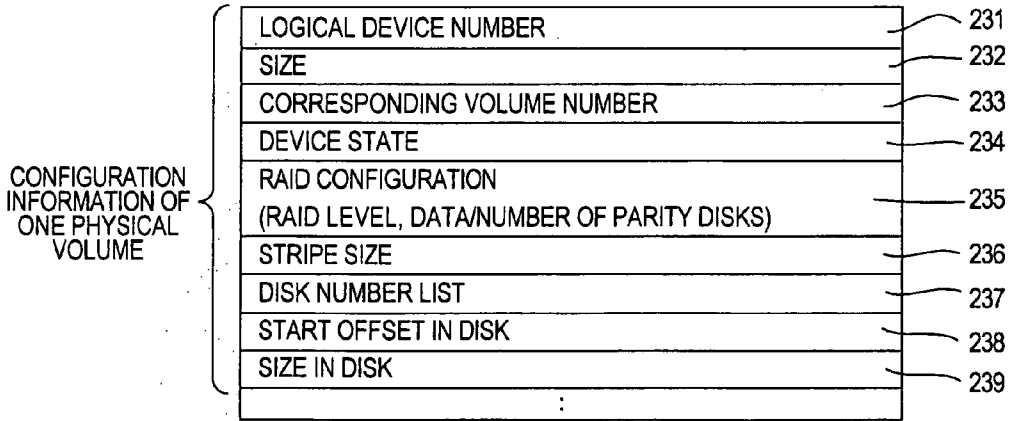 LOGICAL DEVICE NUMBER 231
SIZE 232
CORRESPONDING VOLUME NUMBER 233
DEVICE STATE 234
CONFIGURATION
INFORMATION OF
ONE PHYSICAL
VOLUME
RAID CONFIGURATION
(RAID LEVEL, DATA/NUMBER OF PARITY DISKS) 235
STRIPE SIZE 236
DISK NUMBER LIST 237
START OFFSET IN DISK 238
SIZE IN DISK 239
: